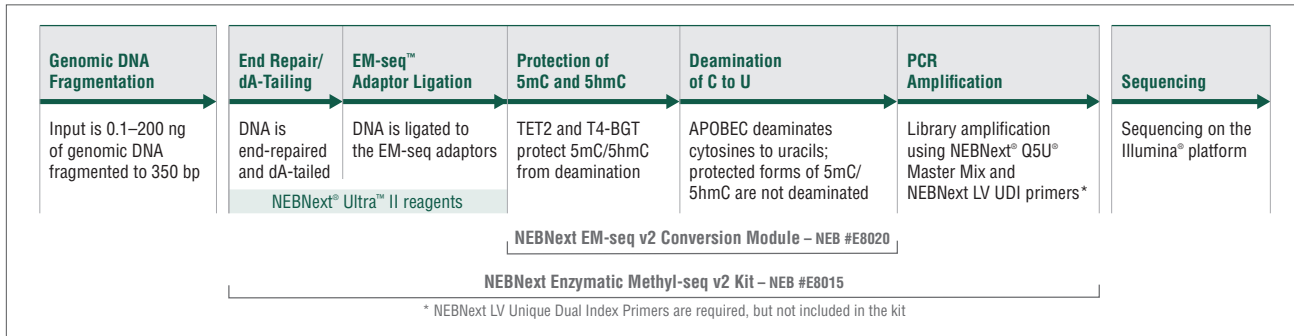 Genomic DNA
Fragmentation
Input is 0.1–200 ng
of genomic DNA
fragmented to 350 bp
End Repair/
dA-Tailing
DNA is
end-repaired
and dA-tailed
EM-seq™
Adaptor Ligation
DNA is ligated to
the EM-seq adaptors
NEBNext® Ultra™ II reagents
Protection of
5mC and 5hmC
TET2 and T4-BGT
protect 5mC/5hmC
from deamination
Deamination
of C to U
APOBEC deaminates
cytosines to uracils;
protected forms of 5mC/
5hmC are not deaminated
PCR
Amplification
Library amplification
using NEBNext® Q5U®
Master Mix and
NEBNext LV UDI primers*
Sequencing
Sequencing on the
Illumina® platform
NEBNext EM-seq v2 Conversion Module – NEB #E8020
NEBNext Enzymatic Methyl-seq v2 Kit – NEB #E8015
* NEBNext LV Unique Dual Index Primers are required, but not included in the kit